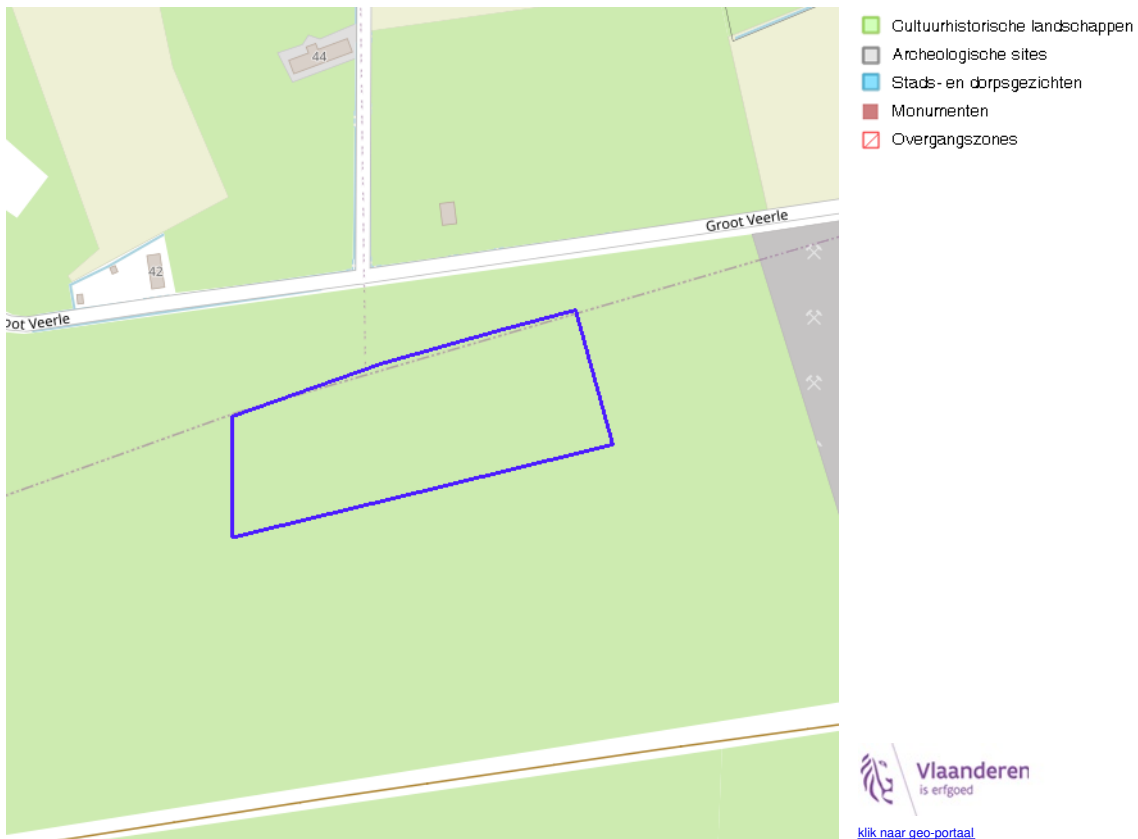 44
Groot Veerle
42
oot Veerle
Cultuurhistorische landschappen
Archeologische sites
Stads- en dorpsgezichten
Monumenten
Overgangszones
Vlaanderen
is erfgoed
klik naar geo-portaal